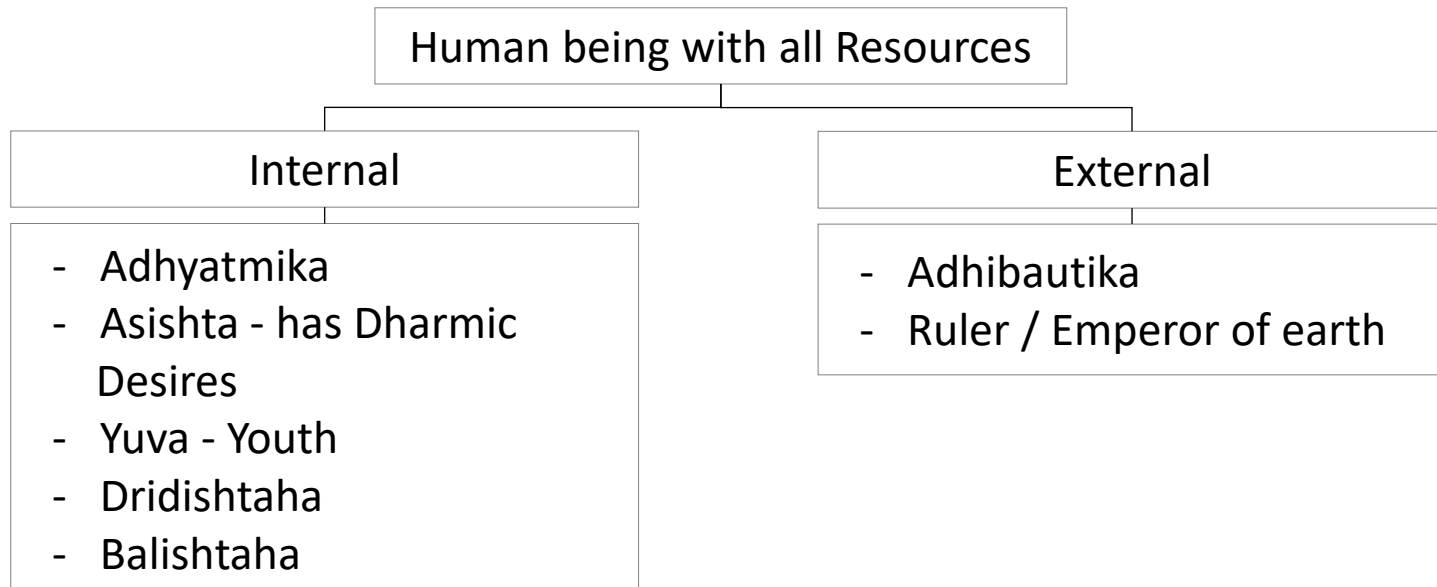 Human being with all Resources
Internal
External
- Adhyatmika
- Asishta - has Dharmic
Desires
- Yuva - Youth
- Dridishtaha
- Balishtaha
- Adhibautika
- Ruler / Emperor of earth